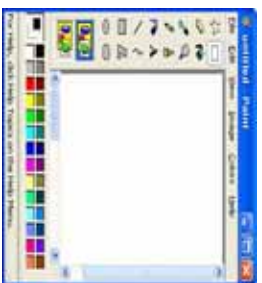 untitled - Paint
File Edit View Image Colors Help
For Help, click Help Topics on the Help Menu.